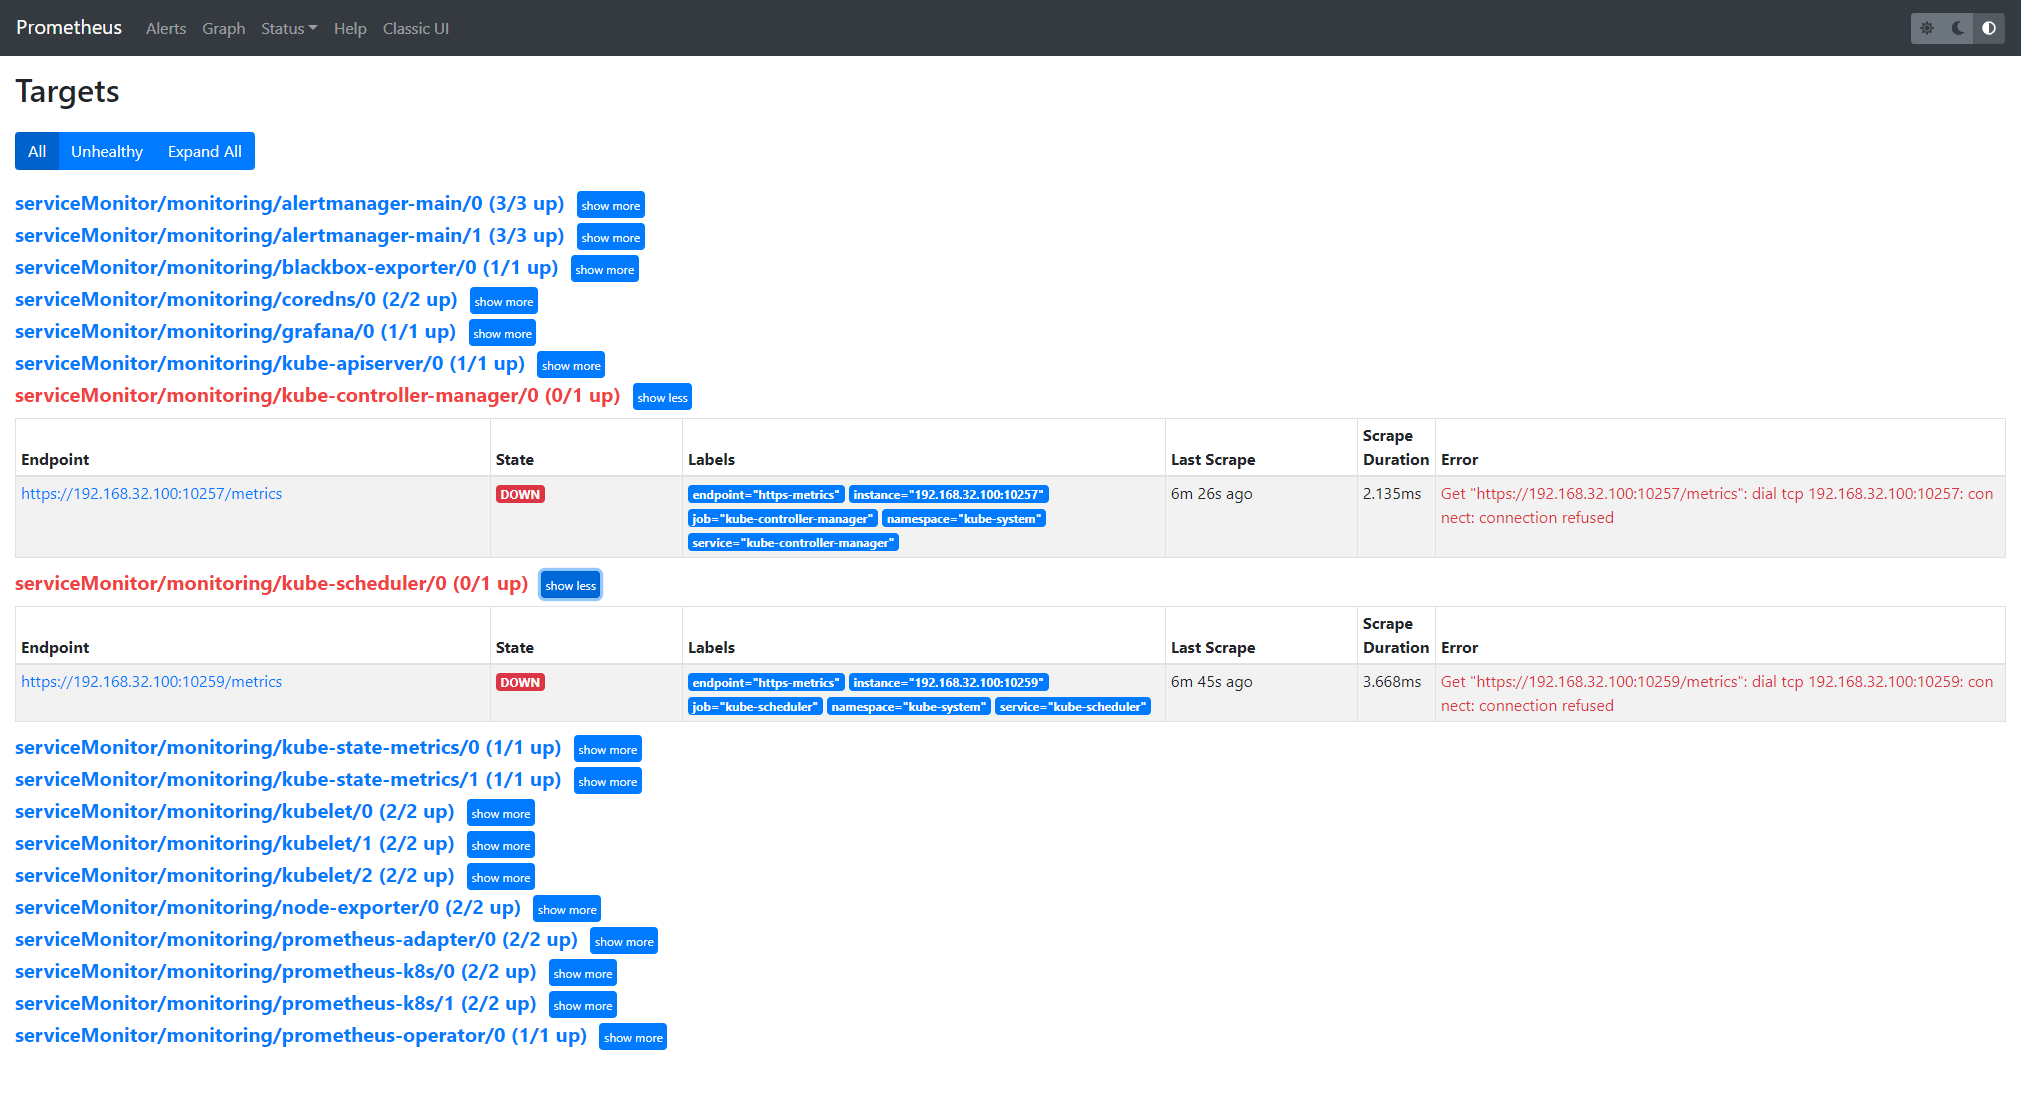 Prometheus Alerts Graph Status Help Classic UI
Targets
All Unhealthy Expand All
serviceMonitor/monitoring/alertmanager-main/0 (3/3 up) show more
serviceMonitor/monitoring/alertmanager-main/1 (3/3 up) show more
serviceMonitor/monitoring/blackbox-exporter/0 (1/1 up) show more
serviceMonitor/monitoring/coredns/0 (2/2 up) show more
serviceMonitor/monitoring/grafana/0 (1/1 up) show more
serviceMonitor/monitoring/kube-apiserver/0 (1/1 up) show more
serviceMonitor/monitoring/kube-controller-manager/0 (0/1 up) show less
Scrape
Endpoint State Labels Last Scrape Duration Error
https://192.168.32.100:10257/metrics DOWN endpoint="https-metrics" instance="192.168.32.100:10257" 6m 26s ago 2.135ms Get "https://192.168.32.100:10257/metrics": dial tcp 192.168.32.100:10257: con
job="kube-controller-manager" namespace="kube-system" nect: connection refused
service="kube-controller-manager"
serviceMonitor/monitoring/kube-scheduler/0 (0/1 up) show less
Scrape
Endpoint State Labels Last Scrape Duration Error
https://192.168.32.100:10259/metrics DOWN endpoint="https-metrics" instance="192.168.32.100:10259" 6m 45s ago 3.668ms Get "https://192.168.32.100:10259/metrics": dial tcp 192.168.32.100:10259: con
job="kube-scheduler" namespace="kube-system" service="kube-scheduler" nect: connection refused
serviceMonitor/monitoring/kube-state-metrics/0 (1/1 up) show more
serviceMonitor/monitoring/kube-state-metrics/1 (1/1 up) show more
serviceMonitor/monitoring/kubelet/0 (2/2 up) show more
serviceMonitor/monitoring/kubelet/1 (2/2 up) show more
serviceMonitor/monitoring/kubelet/2 (2/2 up) show more
serviceMonitor/monitoring/node-exporter/0 (2/2 up) show more
serviceMonitor/monitoring/prometheus-adapter/0 (2/2 up) show more
serviceMonitor/monitoring/prometheus-k8s/0 (2/2 up) show more
serviceMonitor/monitoring/prometheus-k8s/1 (2/2 up) show more
serviceMonitor/monitoring/prometheus-operator/0 (1/1 up) show more